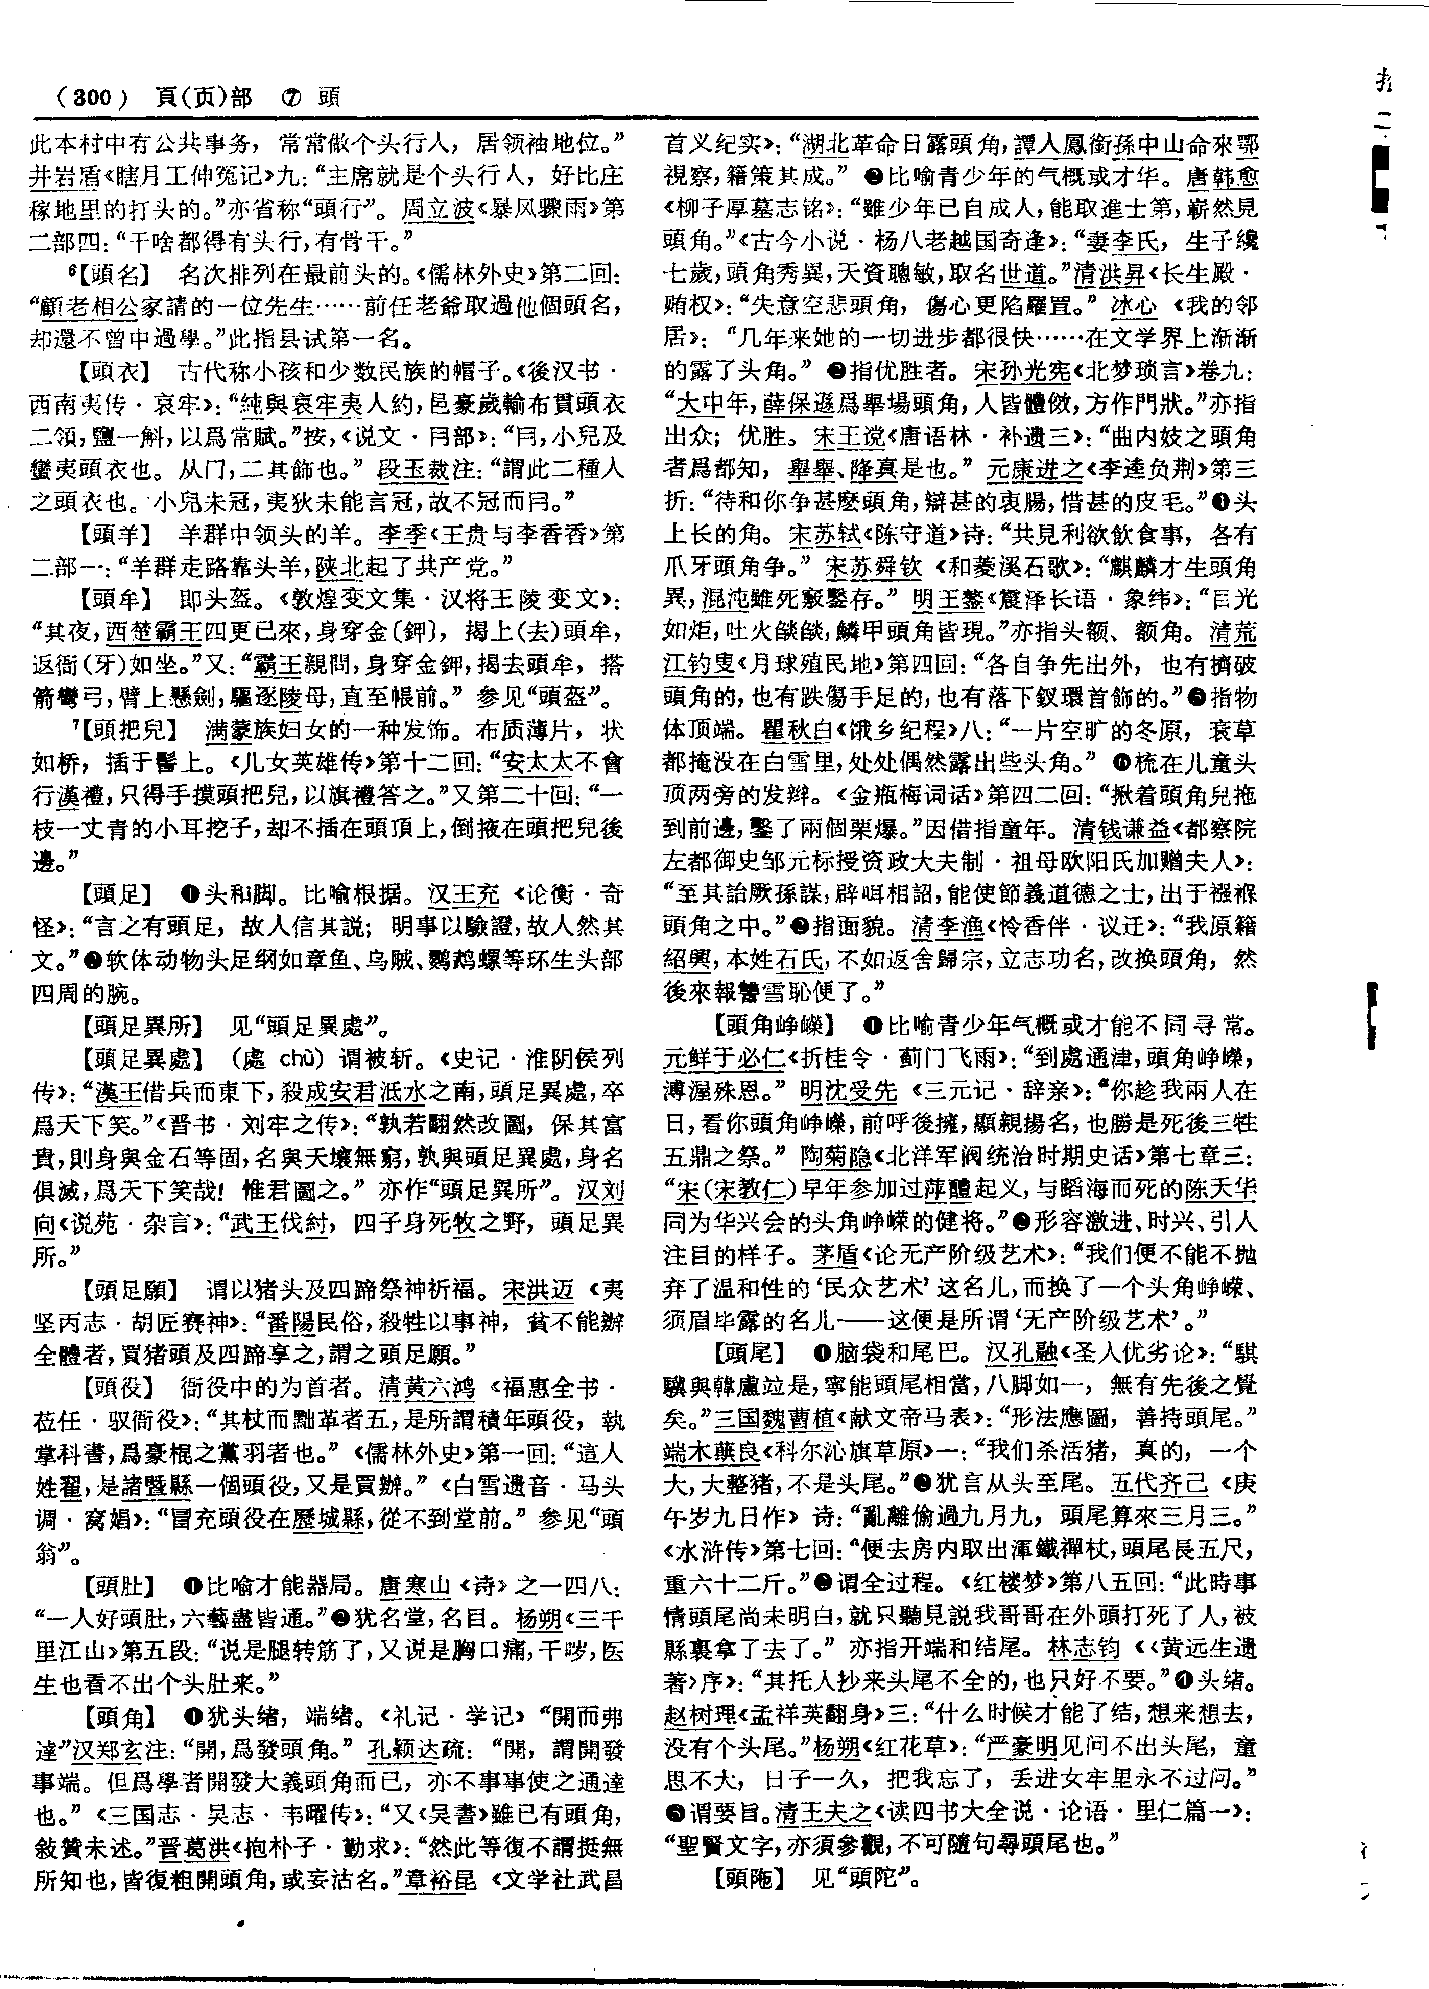 (300) 頁(页)部 ⑦ 頭
此本村中有公共事务，常常做个头行人，居领袖地位。”
井岩盾《瞎月工伸冤记》九：“主席就是个头行人，好比庄
稼地里的打头的。”亦省称“頭行”。周立波《暴风骤雨》第
二部四：“干啥都得有头行，有骨干。”
⁶【頭名】 名次排列在最前头的。《儒林外史》第二回：
“顧老相公家請的一位先生……前任老爺取過他個頭名，
却還不曾中過學。”此指县试第一名。
【頭衣】 古代称小孩和少数民族的帽子。《後汉书·
西南夷传·哀牢》：“純與哀牢夷人約，邑豪歲輸布貫頭衣
二領，鹽一斛，以爲常賦。”按，《说文·冃部》：“冃，小兒及
蠻夷頭衣也。从冂，二其飾也。”段玉裁注：“謂此二種人
之頭衣也。小兒未冠，夷狄未能言冠，故不冠而冃。”
【頭羊】 羊群中领头的羊。李季《王贵与李香香》第
二部一：“羊群走路靠头羊，陕北起了共产党。”
【頭牟】 即头盔。《敦煌变文集·汉将王陵变文》：
“其夜，西楚霸王四更已來，身穿金〔鉀〕，揭上(去)頭牟，
返衙(牙)如坐。”又：“霸王親問，身穿金鉀，揭去頭牟，搭
箭彎弓，臂上懸劍，驅逐陵母，直至帳前。”参见“頭盔”。
⁷【頭把兒】 满蒙族妇女的一种发饰。布质薄片，状
如桥，插于髻上。《儿女英雄传》第十二回：“安太太不會
行漢禮，只得手摸頭把兒，以旗禮答之。”又第二十回：“一
枝一丈青的小耳挖子，却不插在頭頂上，倒掖在頭把兒後
邊。”
【頭足】 ❶头和脚。比喻根据。汉王充《论衡·奇
怪》：“言之有頭足，故人信其説；明事以驗證，故人然其
文。”❷软体动物头足纲如章鱼、乌贼、鹦鹉螺等环生头部
四周的腕。
【頭足異所】 见“頭足異處”。
【頭足異處】 (處 chù) 谓被斩。《史记·淮阴侯列
传》：“漢王借兵而東下，殺成安君泜水之南，頭足異處，卒
爲天下笑。”《晋书·刘牢之传》：“孰若翻然改圖，保其富
貴，則身與金石等固，名與天壤無窮，孰與頭足異處，身名
俱滅，爲天下笑哉！惟君圖之。”亦作“頭足異所”。汉刘
向《说苑·杂言》：“武王伐紂，四子身死牧之野，頭足異
所。”
【頭足願】 谓以猪头及四蹄祭神祈福。宋洪迈《夷
坚丙志·胡匠赛神》：“番陽民俗，殺牲以事神，貧不能辦
全體者，買猪頭及四蹄享之，謂之頭足願。”
【頭役】 衙役中的为首者。清黄六鸿《福惠全书·
莅任·驭衙役》：“其杖而黜革者五，是所謂積年頭役，執
掌科書，爲豪棍之黨羽者也。”《儒林外史》第一回：“這人
姓翟，是諸暨縣一個頭役，又是買辦。”《白雪遗音·马头
调·窝娼》：“冒充頭役在歷城縣，從不到堂前。”参见“頭
翁”。
【頭肚】 ❶比喻才能器局。唐寒山《诗》之一四八：
“一人好頭肚，六藝盡皆通。”❷犹名堂，名目。杨朔《三千
里江山》第五段：“说是腿转筋了，又说是胸口痛，干哕，医
生也看不出个头肚来。”
【頭角】 ❶犹头绪，端绪。《礼记·学记》“開而弗
達”汉郑玄注：“開，爲發頭角。”孔颖达疏：“開，謂開發
事端。但爲學者開發大義頭角而已，亦不事事使之通達
也。”《三国志·吴志·韦曜传》：“又《吴書》雖已有頭角，
敍贊未述。”晋葛洪《抱朴子·勤求》：“然此等復不謂挺無
所知也，皆復粗開頭角，或妄沽名。”章裕昆《文学社武昌
首义纪实》：“湖北革命日露頭角，譚人鳳銜孫中山命來鄂
視察，籍策其成。”❷比喻青少年的气概或才华。唐韩愈
《柳子厚墓志铭》：“雖少年已自成人，能取進士第，嶄然見
頭角。”《古今小说·杨八老越国奇逢》：“妻李氏，生子纔
七歲，頭角秀異，天資聰敏，取名世道。”清洪昇《长生殿·
贿权》：“失意空悲頭角，傷心更陷羅罝。”冰心《我的邻
居》：“几年来她的一切进步都很快……在文学界上渐渐
的露了头角。”❸指优胜者。宋孙光宪《北梦琐言》卷九：
“大中年，薛保遜爲舉場頭角，人皆體傚，方作門狀。”亦指
出众；优胜。宋王谠《唐语林·补遗三》：“曲内妓之頭角
者爲都知，舉舉、降真是也。”元康进之《李逵负荆》第三
折：“待和你争甚麽頭角，辯甚的衷腸，惜甚的皮毛。”❹头
上长的角。宋苏轼《陈守道》诗：“共見利欲飲食事，各有
爪牙頭角争。”宋苏舜钦《和菱溪石歌》：“麒麟才生頭角
異，混沌雖死竅鑿存。”明王鏊《震泽长语·象纬》：“目光
如炬，吐火燄燄，鱗甲頭角皆現。”亦指头额、额角。清荒
江钓叟《月球殖民地》第四回：“各自争先出外，也有擠破
頭角的，也有跌傷手足的，也有落下釵環首飾的。”❺指物
体顶端。瞿秋白《饿乡纪程》八：“一片空旷的冬原，衰草
都掩没在白雪里，处处偶然露出些头角。”❻梳在儿童头
顶两旁的发辫。《金瓶梅词话》第四二回：“揪着頭角兒拖
到前邊，鑿了兩個栗爆。”因借指童年。清钱谦益《都察院
左都御史邹元标授资政大夫制·祖母欧阳氏加赠夫人》：
“至其詒厥孫謀，辟咡相詔，能使節義道德之士，出于襁褓
頭角之中。”❼指面貌。清李渔《怜香伴·议迁》：“我原籍
紹興，本姓石氏，不如返舍歸宗，立志功名，改換頭角，然
後來報讐雪恥便了。”
【頭角峥嶸】 ❶比喻青少年气概或才能不同寻常。
元鲜于必仁《折桂令·蓟门飞雨》：“到處通津，頭角峥嶸，
溥渥殊恩。”明沈受先《三元记·辞亲》：“你趁我兩人在
日，看你頭角峥嶸，前呼後擁，顯親揚名，也勝是死後三牲
五鼎之祭。”陶菊隐《北洋军阀统治时期史话》第七章三：
“宋(宋教仁)早年参加过萍醴起义，与蹈海而死的陈天华
同为华兴会的头角峥嵘的健将。”❷形容激进、时兴、引人
注目的样子。茅盾《论无产阶级艺术》：“我们便不能不抛
弃了温和性的‘民众艺术’这名儿，而换了一个头角峥嵘、
须眉毕露的名儿——这便是所谓‘无产阶级艺术’。”
【頭尾】 ❶脑袋和尾巴。汉孔融《圣人优劣论》：“騏
驥與韓盧竝是，寧能頭尾相當，八脚如一，無有先後之覺
矣。”三国魏曹植《献文帝马表》：“形法應圖，善持頭尾。”
端木蕻良《科尔沁旗草原》一：“我们杀活猪，真的，一个
大，大整猪，不是头尾。”❷犹言从头至尾。五代齐己《庚
午岁九日作》诗：“亂離偷過九月九，頭尾算來三月三。”
《水浒传》第七回：“便去房内取出渾鐵禪杖，頭尾長五尺，
重六十二斤。”❸谓全过程。《红楼梦》第八五回：“此時事
情頭尾尚未明白，就只聽見説我哥哥在外頭打死了人，被
縣裏拿了去了。”亦指开端和结尾。林志钧《〈黄远生遗
著〉序》：“其托人抄来头尾不全的，也只好不要。”❹头绪。
赵树理《孟祥英翻身》三：“什么时候才能了结，想来想去，
没有个头尾。”杨朔《红花草》：“严豪明见问不出头尾，童
思不大，日子一久，把我忘了，丢进女牢里永不过问。”
❺谓要旨。清王夫之《读四书大全说·论语·里仁篇一》：
“聖賢文字，亦須參觀，不可隨句尋頭尾也。”
【頭陁】 见“頭陀”。